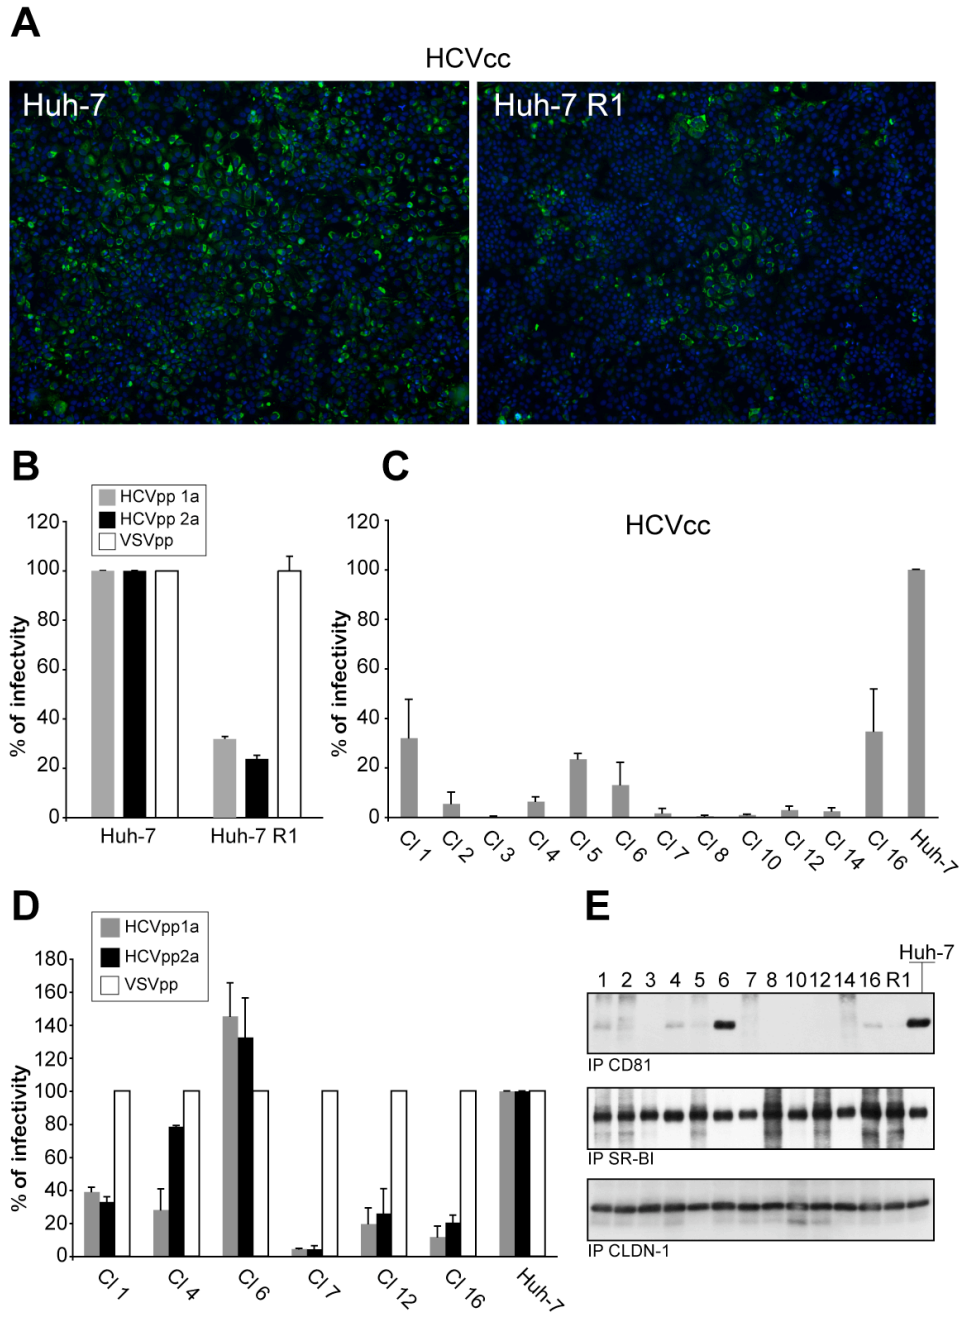 A
HCVcc
Huh-7
Huh-7 R1
B
HCVpp 1a
HCVpp 2a
VSVpp
120
100
80
60
40
20
0
% of infectvity
Huh-7
Huh-7 R1
C
HCVcc
120
100
80
60
40
20
0
% of infectvity
Cl 1
Cl 2
Cl 3
Cl 4
Cl 5
Cl 6
Cl 7
Cl 8
Cl 10
Cl 12
Cl 14
Cl 16
Huh-7
D
HCVpp1a
HCVpp2a
VSVpp
180
160
140
120
100
80
60
40
20
0
% of infectivity
Cl 1
Cl 4
Cl 6
Cl 7
Cl 12
Cl 16
Huh-7
E
Huh-7
1 2 3 4 5 6 7 8 10 12 14 16 R1
IP CD81
IP SR-BI
IP CLDN-1